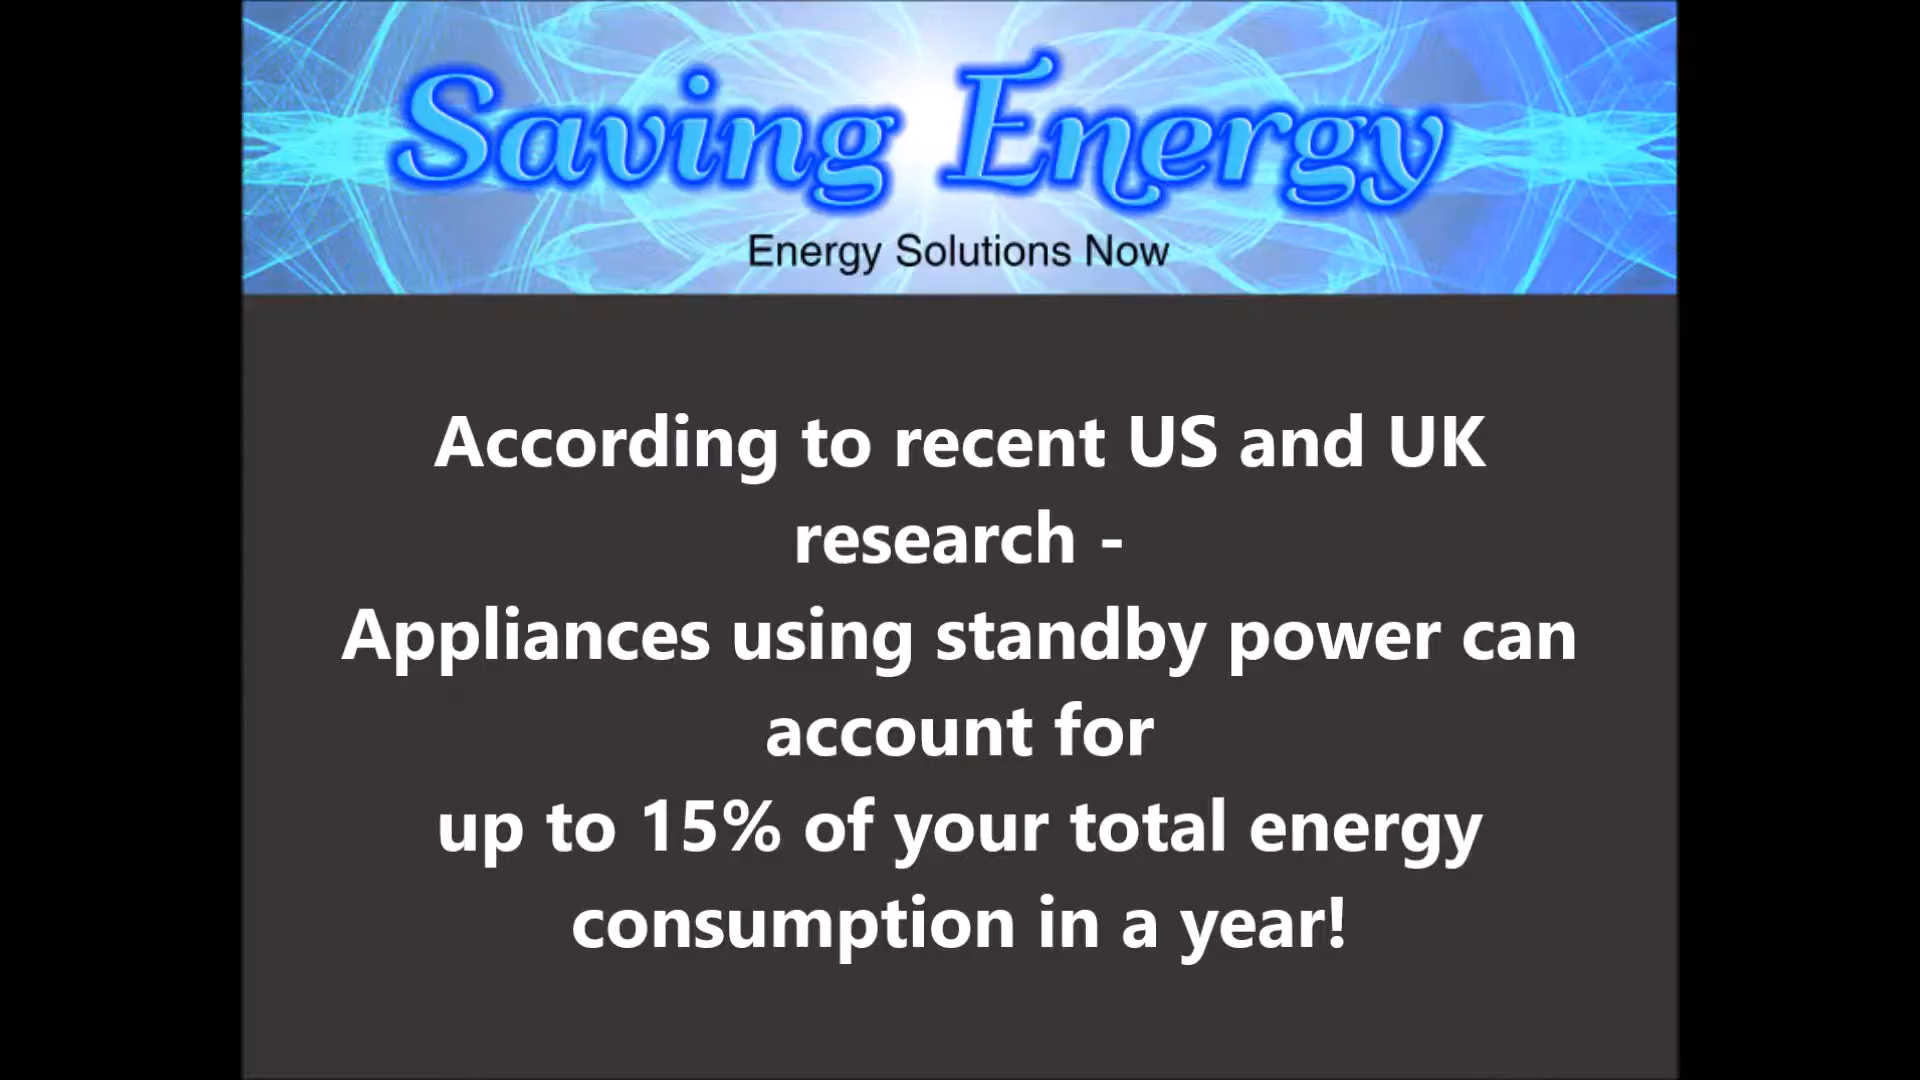 Saving Energy
Energy Solutions Now
According to recent US and UK
research -
Appliances using standby power can
account for
up to 15% of your total energy
consumption in a year!